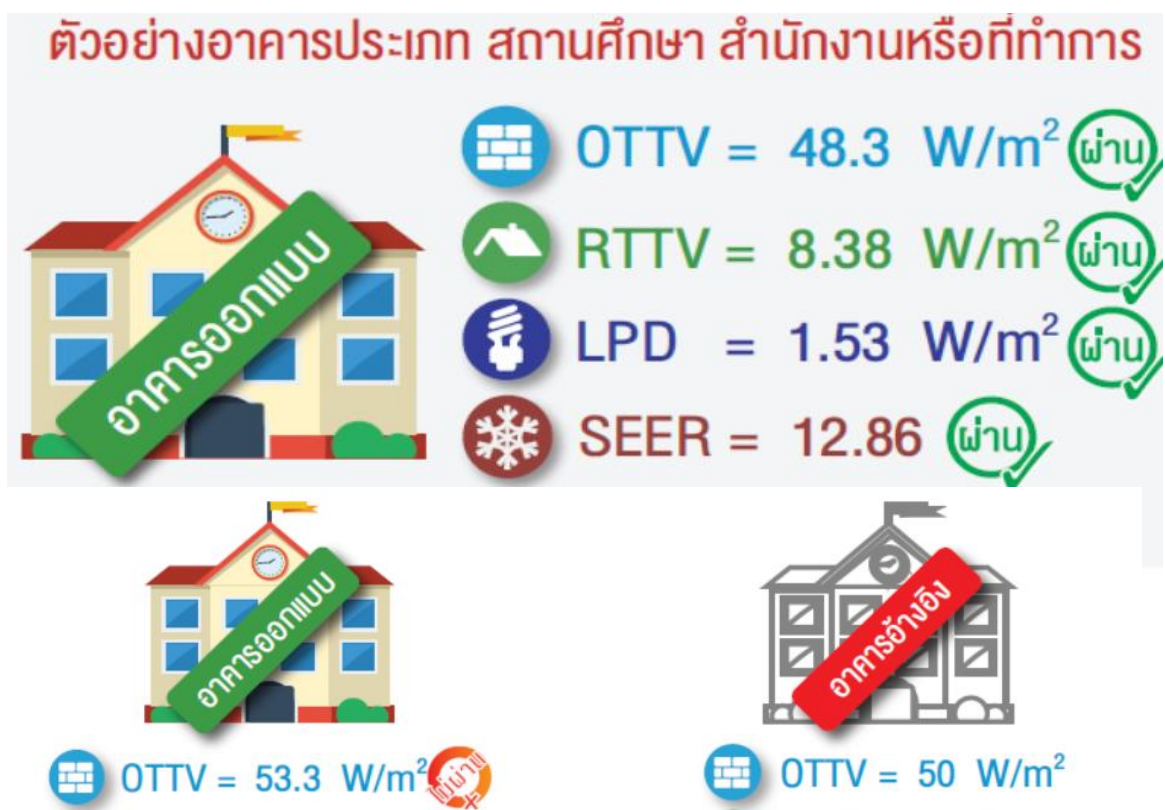 ตัวอย่างอาคารประเภท สถานศึกษา สำนักงานหรือที่ทำการ
อาคารออกแบบ
OTTV = 48.3 W/m² ผ่าน
RTTV = 8.38 W/m² ผ่าน
LPD = 1.53 W/m² ผ่าน
SEER = 12.86 ผ่าน
อาคารออกแบบ
OTTV = 53.3 W/m² ไม่ผ่าน
อาคารอ้างอิง
OTTV = 50 W/m²